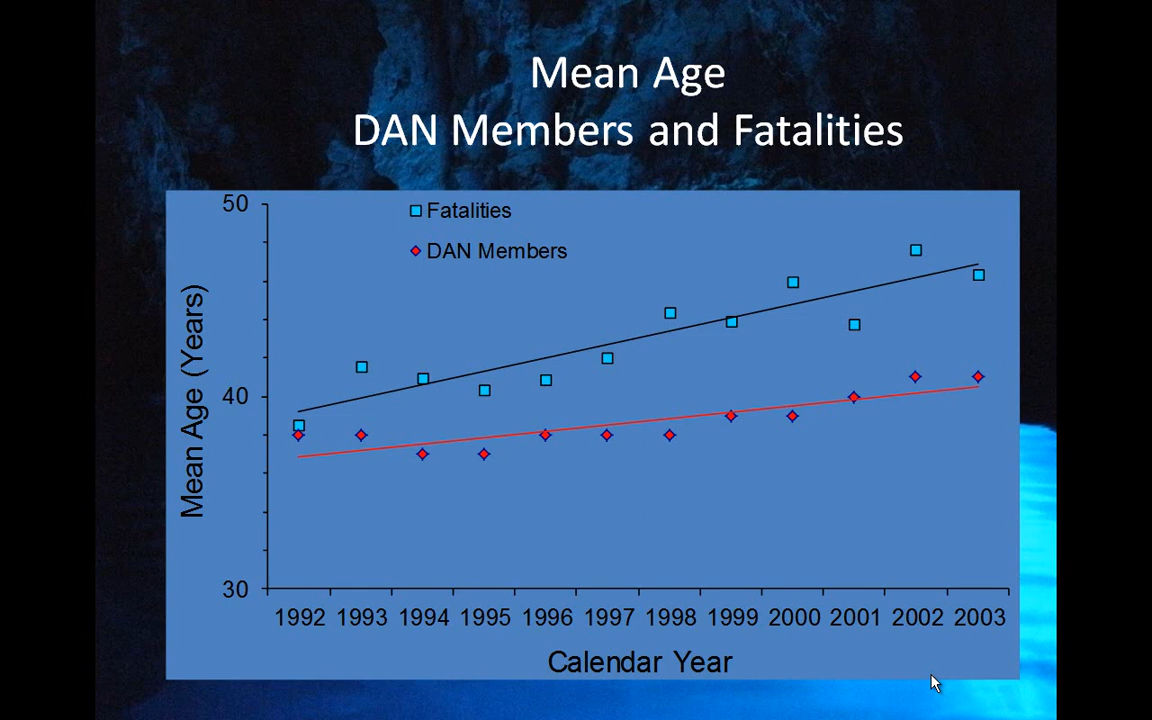 Mean Age
DAN Members and Fatalities
50
Fatalities
DAN Members
Mean Age (Years)
40
30
1992 1993 1994 1995 1996 1997 1998 1999 2000 2001 2002 2003
Calendar Year